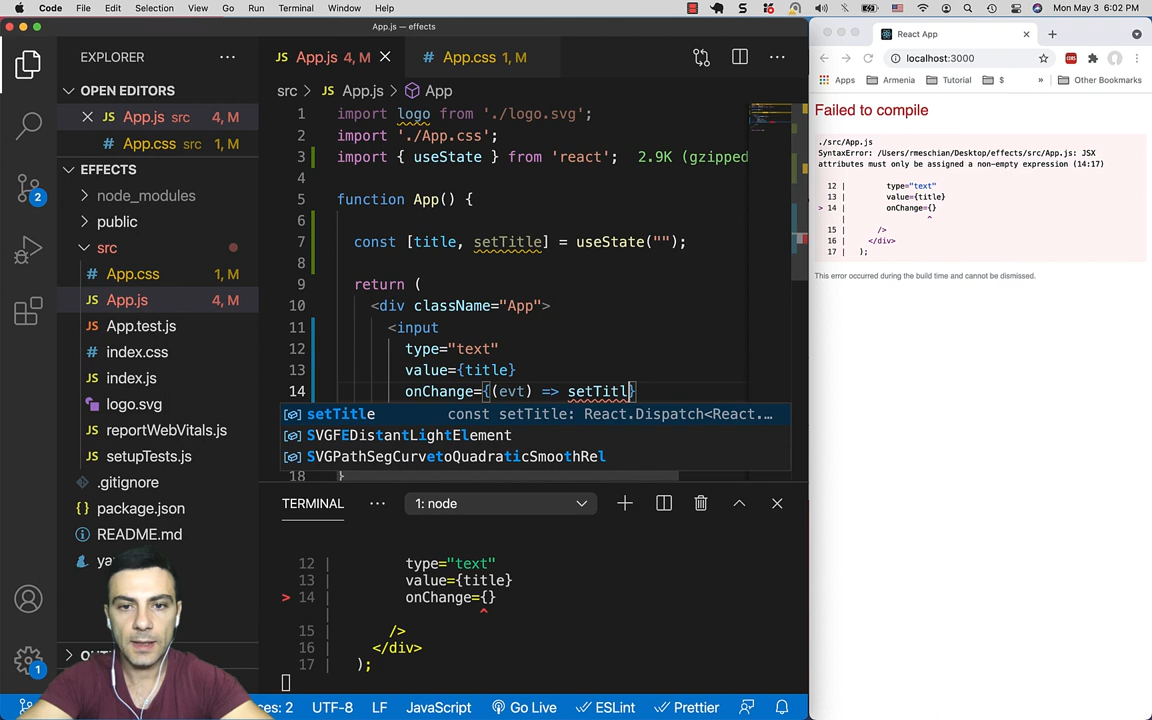 Code File Edit Selection View Go Run Terminal Window Help Mon May 3 6:02 PM
App.js — effects
EXPLORER
OPEN EDITORS
App.js src 4, M
App.css src 1, M
EFFECTS
node_modules
public
src
App.css 1, M
App.js 4, M
App.test.js
index.css
index.js
logo.svg
reportWebVitals.js
setupTests.js
.gitignore
package.json
README.md
App.js 4, M
App.css 1, M
src > App.js > App
1 import logo from './logo.svg';
2 import './App.css';
3 import { useState } from 'react'; 2.9K (gzipped
4
5 function App() {
6
7 const [title, setTitle] = useState("");
8
9 return (
10 <div className="App">
11 <input
12 type="text"
13 value={title}
14 onChange={(evt) => setTitl}
setTitle const setTitle: React.Dispatch<React....
SVGFEDistantLightElement
SVGPathSegCurvetoQuadraticSmoothRel
18 }
TERMINAL 1: node
12 | type="text"
13 | value={title}
> 14 | onChange={}
| ^
15 | />
16 | </div>
17 | );
1
2
1
ces: 2 UTF-8 LF JavaScript Go Live ESLint Prettier
React App
localhost:3000
Apps Armenia Tutorial $ » Other Bookmarks
Failed to compile
./src/App.js
SyntaxError: /Users/rmeschian/Desktop/effects/src/App.js: JSX
attributes must only be assigned a non-empty expression (14:17)
12 | type="text"
13 | value={title}
> 14 | onChange={}
| ^
15 | />
16 | </div>
17 | );
This error occurred during the build time and cannot be dismissed.